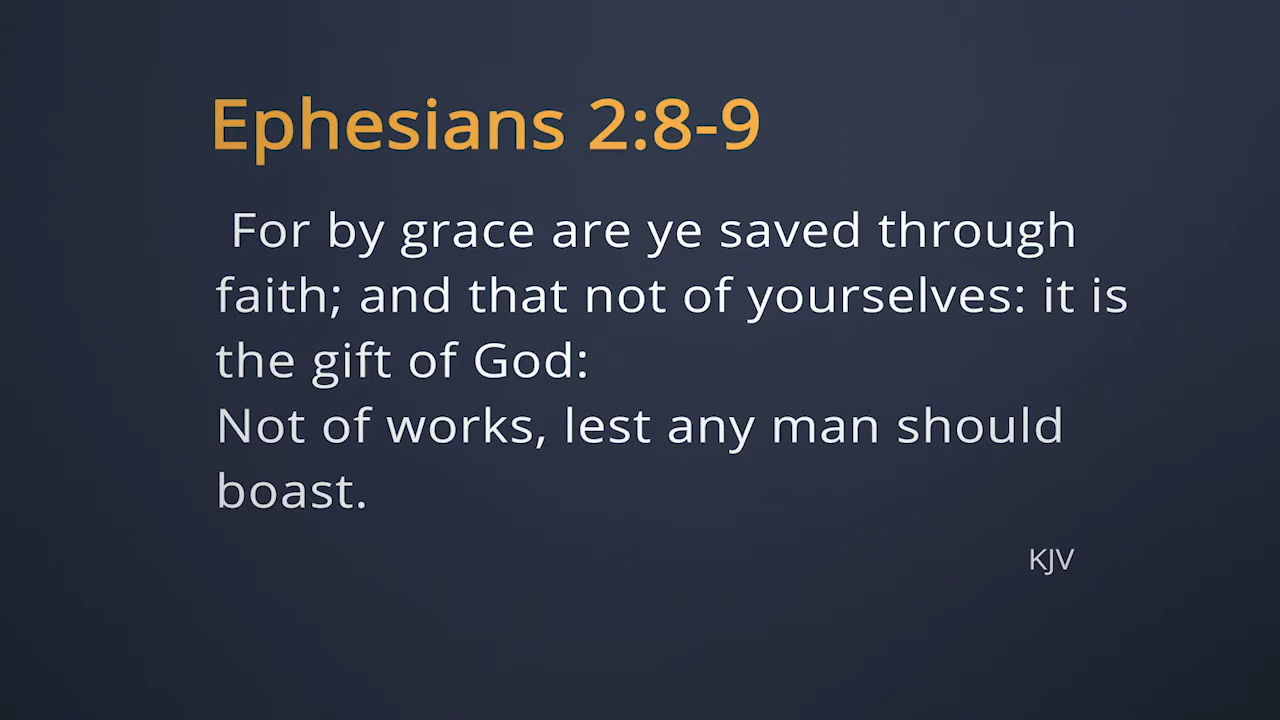 Ephesians 2:8-9
For by grace are ye saved through
faith; and that not of yourselves: it is
the gift of God:
Not of works, lest any man should
boast.
KJV